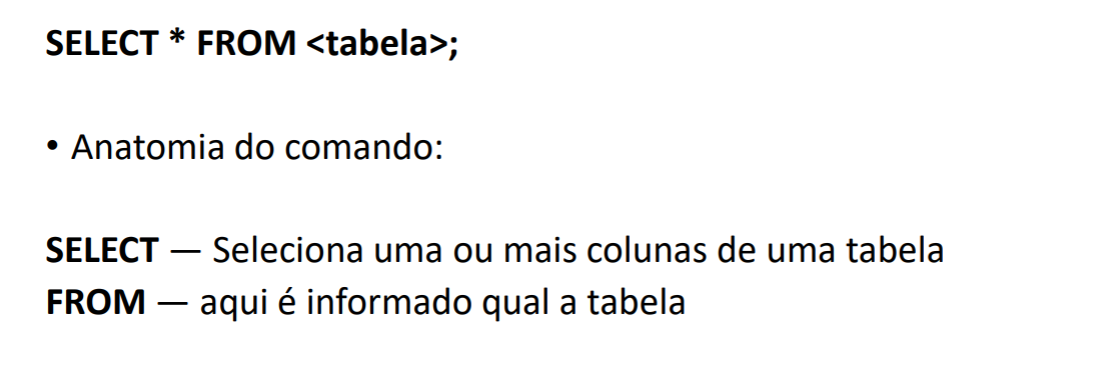 SELECT * FROM <tabela>;
• Anatomia do comando:
SELECT — Seleciona uma ou mais colunas de uma tabela
FROM — aqui é informado qual a tabela